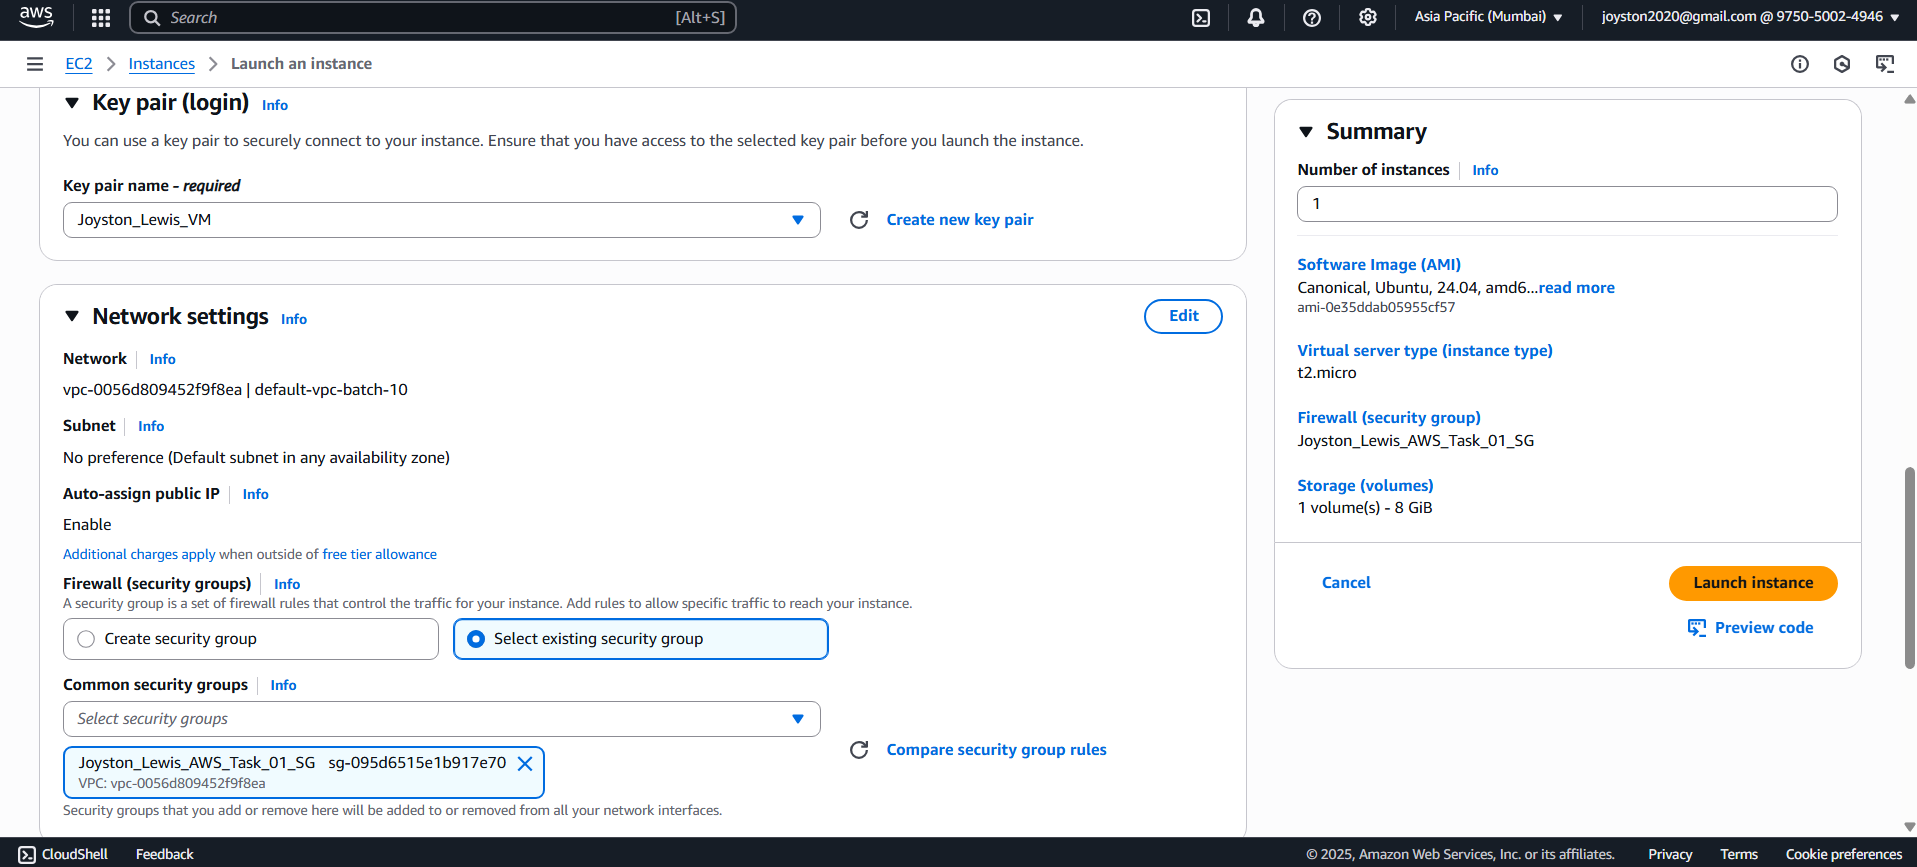 aws
Search [Alt+S]
Asia Pacific (Mumbai)
joyston2020@gmail.com @ 9750-5002-4946
EC2
Instances
Launch an instance
Key pair (login) Info
You can use a key pair to securely connect to your instance. Ensure that you have access to the selected key pair before you launch the instance.
Key pair name - required
Joyston_Lewis_VM
Create new key pair
Network settings Info
Edit
Network Info
vpc-0056d809452f9f8ea | default-vpc-batch-10
Subnet Info
No preference (Default subnet in any availability zone)
Auto-assign public IP Info
Enable
Additional charges apply when outside of free tier allowance
Firewall (security groups) Info
A security group is a set of firewall rules that control the traffic for your instance. Add rules to allow specific traffic to reach your instance.
Create security group
Select existing security group
Common security groups Info
Select security groups
Joyston_Lewis_AWS_Task_01_SG sg-095d6515e1b917e70
VPC: vpc-0056d809452f9f8ea
Compare security group rules
Security groups that you add or remove here will be added to or removed from all your network interfaces.
Summary
Number of instances Info
1
Software Image (AMI)
Canonical, Ubuntu, 24.04, amd6...read more
ami-0e35ddab05955cf57
Virtual server type (instance type)
t2.micro
Firewall (security group)
Joyston_Lewis_AWS_Task_01_SG
Storage (volumes)
1 volume(s) - 8 GiB
Cancel
Launch instance
Preview code
CloudShell
Feedback
© 2025, Amazon Web Services, Inc. or its affiliates.
Privacy
Terms
Cookie preferences